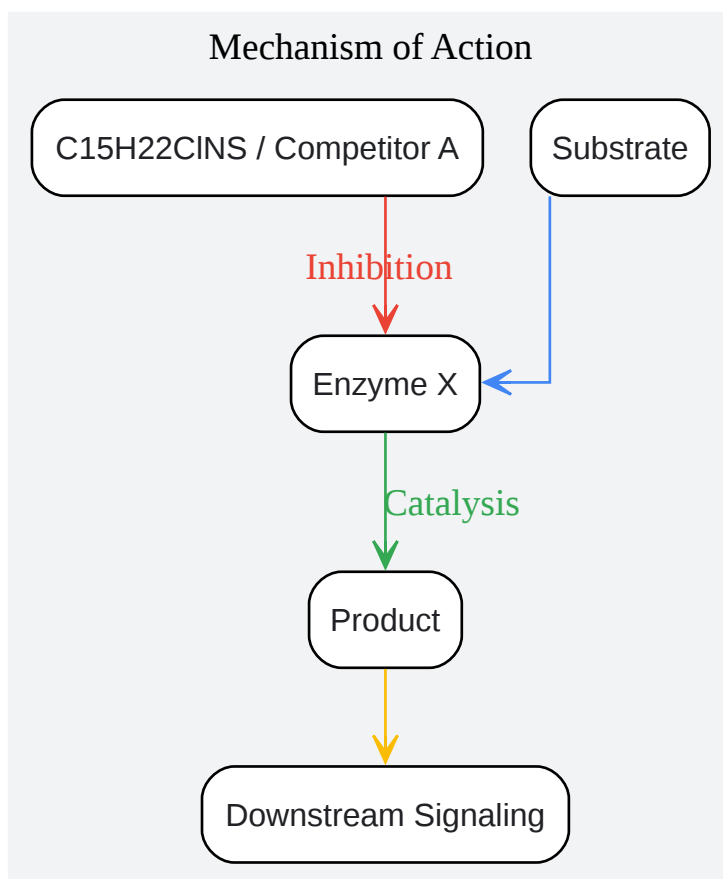 Mechanism of Action
C15H22ClNS / Competitor A
Substrate
Inhibition
Enzyme X
Catalysis
Product
Downstream Signaling